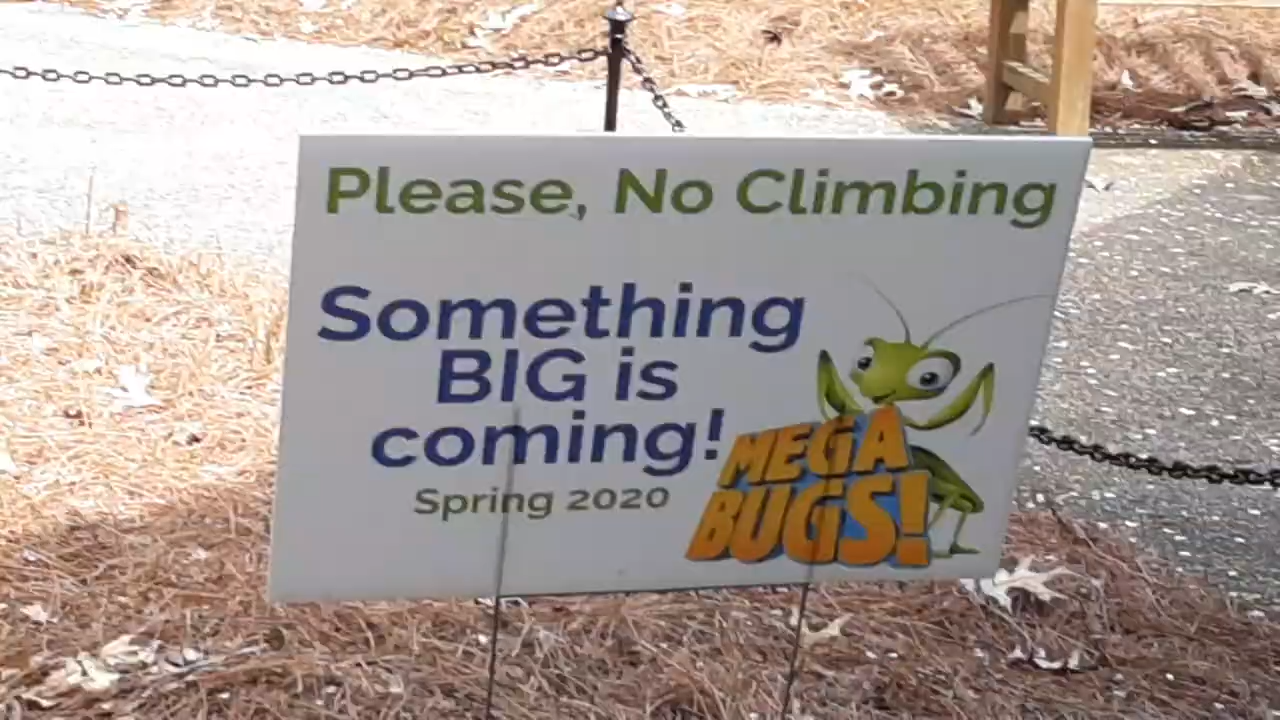 Please, No Climbing
Something
BIG is
coming!
Spring 2020
MEGA
BUGS!